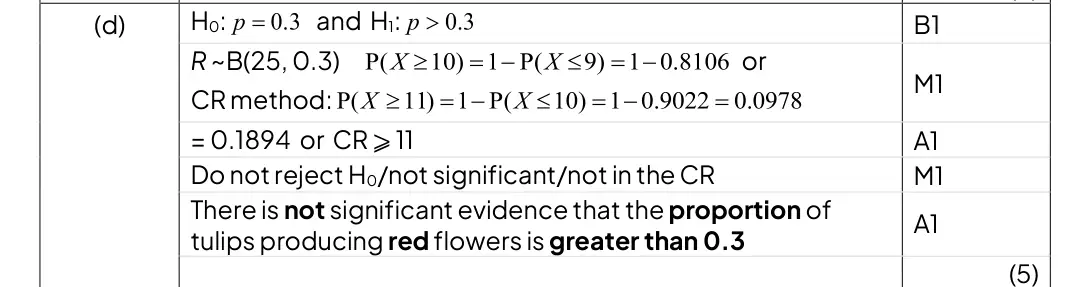 (d) H₀: p = 0.3 and H₁: p > 0.3 B1
R ~B(25, 0.3) P(X ≥ 10) = 1 − P(X ≤ 9) = 1 − 0.8106 or
CR method: P(X ≥ 11) = 1 − P(X ≤ 10) = 1 − 0.9022 = 0.0978 M1
= 0.1894 or CR ⩾ 11 A1
Do not reject H₀/not significant/not in the CR M1
There is not significant evidence that the proportion of
tulips producing red flowers is greater than 0.3 A1
(5)